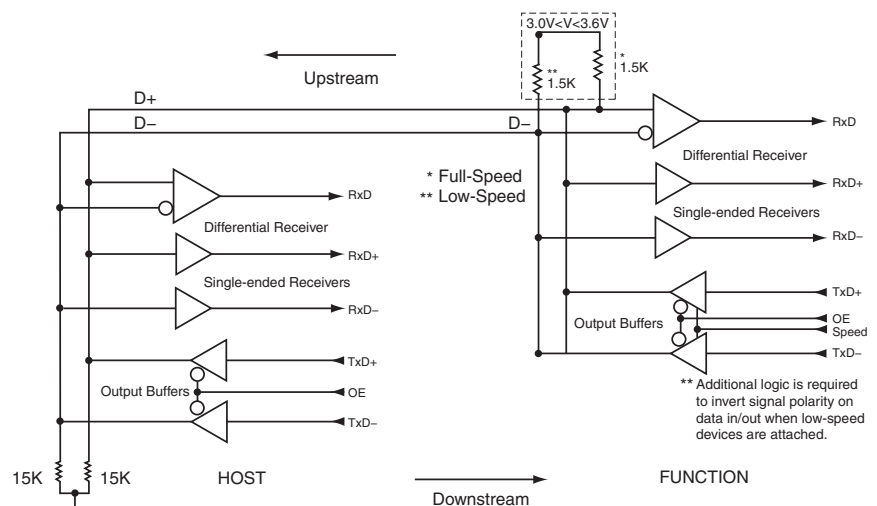 3.0V<V<3.6V
*
1.5K
**
1.5K
Upstream
D+
D−
D−
RxD
Differential Receiver
* Full-Speed
** Low-Speed
RxD+
Single-ended Receivers
RxD−
RxD
Differential Receiver
RxD+
Single-ended Receivers
RxD−
TxD+
Output Buffers
OE
Speed
TxD−
TxD+
Output Buffers
OE
TxD−
** Additional logic is required
to invert signal polarity on
data in/out when low-speed
devices are attached.
15K
15K
HOST
FUNCTION
Downstream